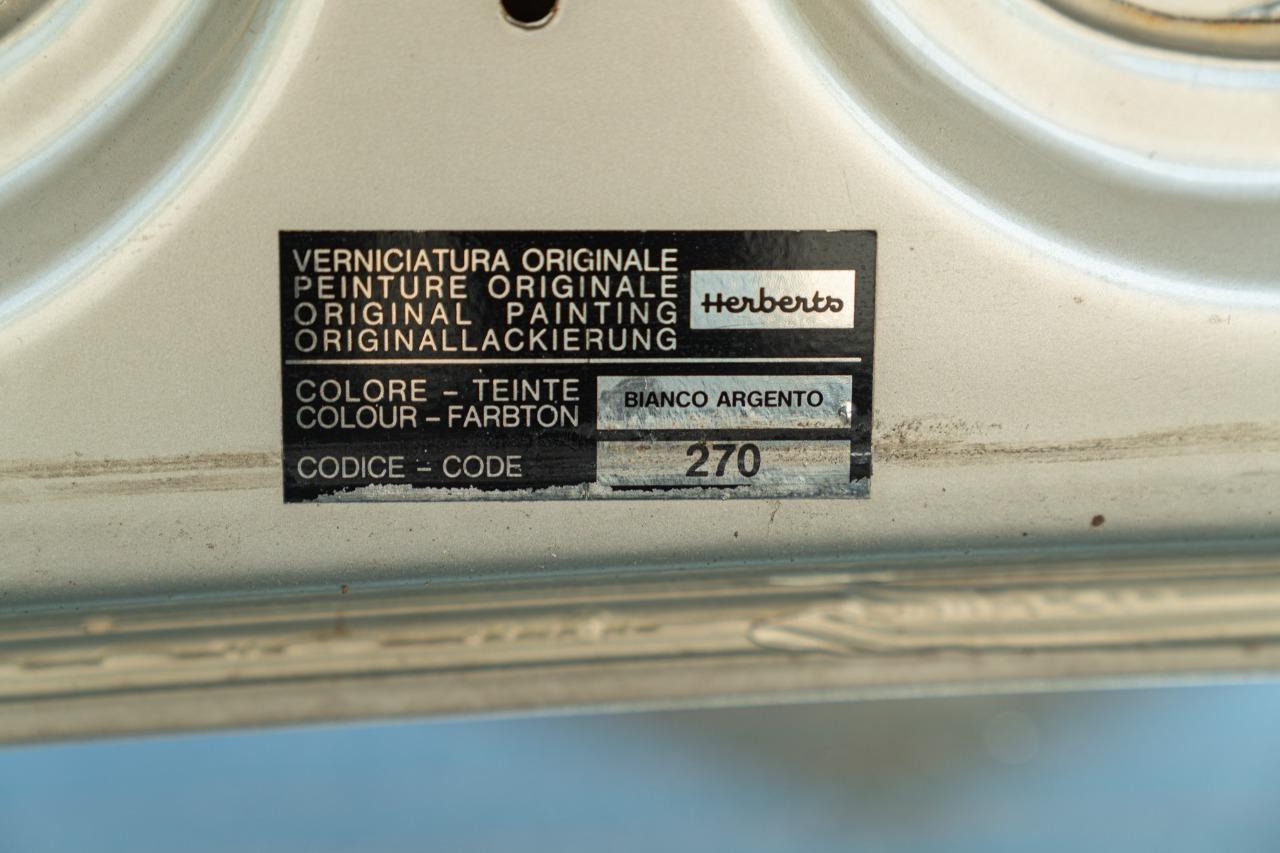 VERNICIATURA ORIGINALE
PEINTURE ORIGINALE
ORIGINAL PAINTING
ORIGINALLACKIERUNG
Herberts
COLORE – TEINTE
COLOUR – FARBTON
BIANCO ARGENTO
CODICE – CODE
270